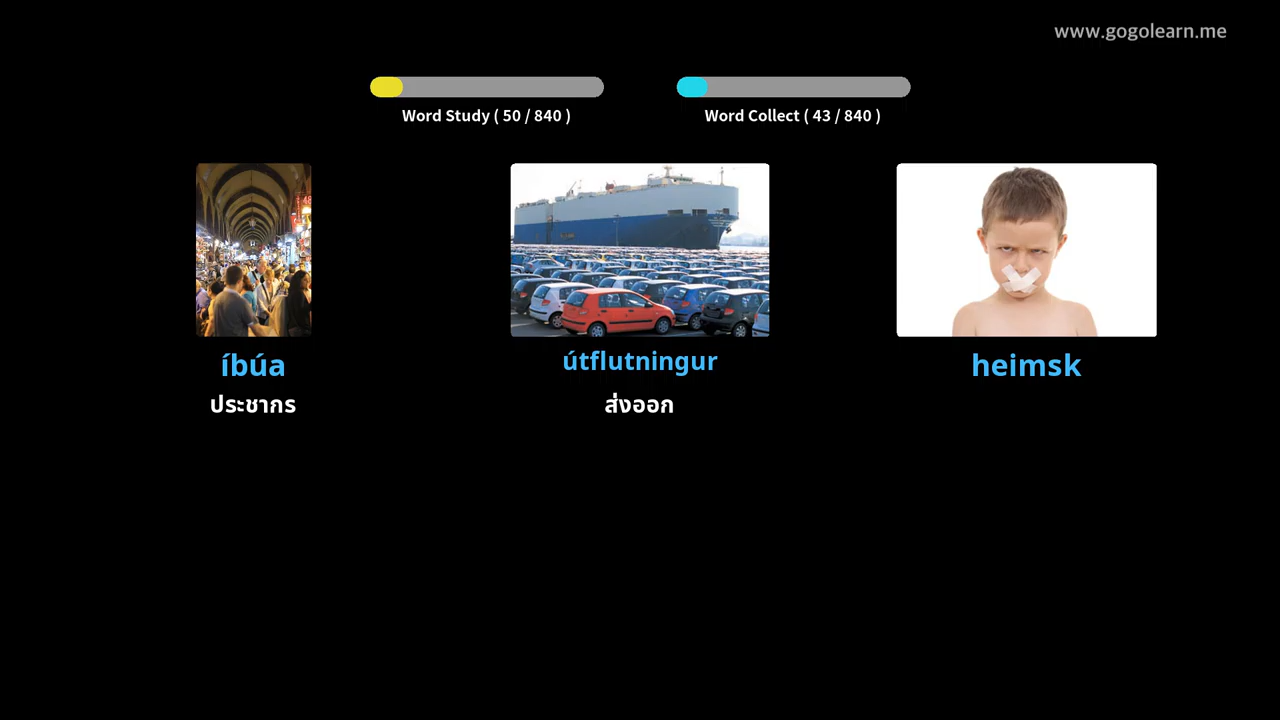 www.gogolearn.me
Word Study ( 50 / 840 )
Word Collect ( 43 / 840 )
íbúa
útflutningur
heimsk
ประชากร
ส่งออก